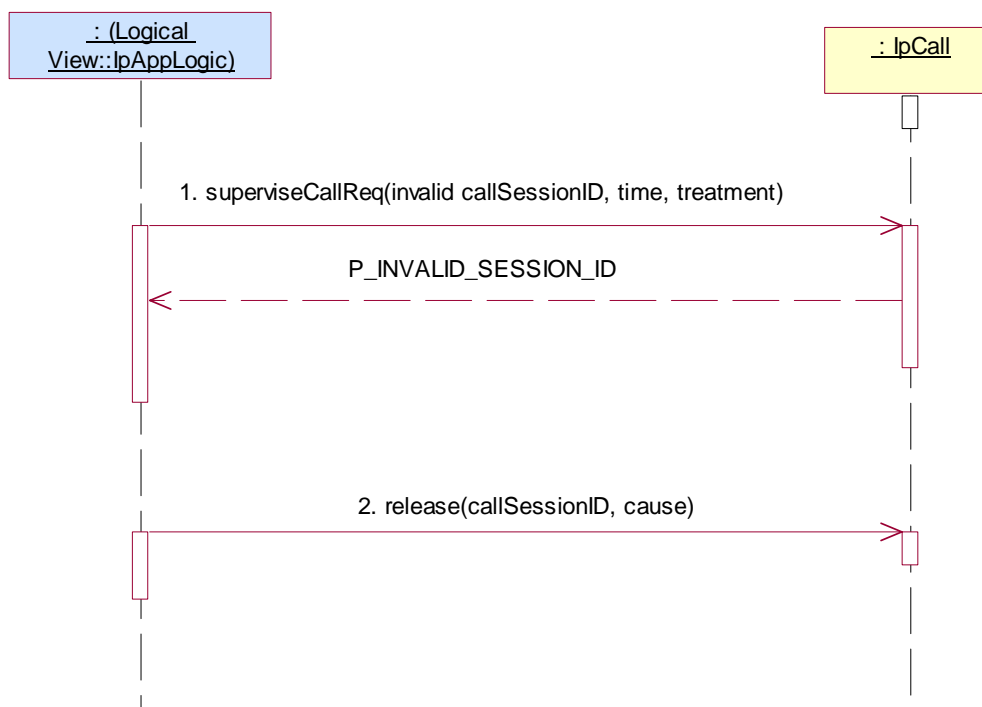 : (Logical
View::IpAppLogic)
: IpCall
1. superviseCallReq(invalid callSessionID, time, treatment)
P_INVALID_SESSION_ID
2. release(callSessionID, cause)